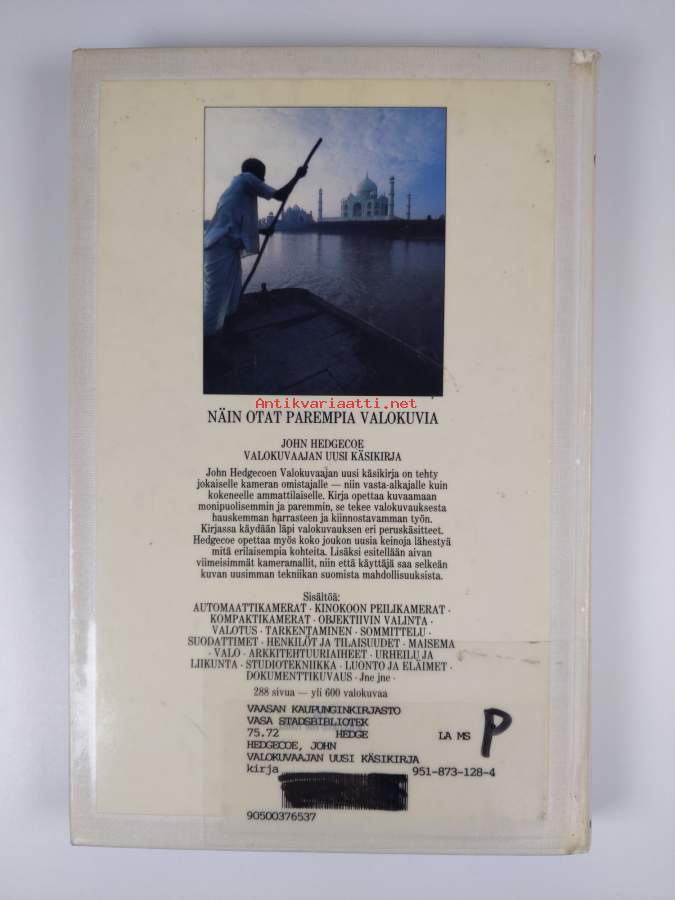 Antikvariaatti.net
NÄIN OTAT PAREMPIA VALOKUVIA
JOHN HEDGECOE
VALOKUVAAJAN UUSI KÄSIKIRJA
John Hedgecoen Valokuvaajan uusi käsikirja on tehty
jokaiselle kameran omistajalle — niin vasta-alkajalle kuin
kokeneelle ammattilaiselle. Kirja opettaa kuvaamaan
monipuolisemmin ja paremmin, se tekee valokuvauksesta
hauskemman harrasteen ja kiinnostavamman työn.
Kirjassa käydään läpi valokuvauksen eri peruskäsitteet.
Hedgecoe opettaa myös koko joukon uusia keinoja lähestyä
mitä erilaisempia kohteita. Lisäksi esitellään aivan
viimeisimmät kameramallit, niin että käyttäjä saa selkeän
kuvan uusimman tekniikan suomista mahdollisuuksista.
Sisältöä:
AUTOMAATTIKAMERAT · KINOKOON PEILIKAMERAT ·
KOMPAKTIKAMERAT · OBJEKTIIVIN VALINTA ·
VALOTUS · TARKENTAMINEN · SOMMITTELU ·
SUODATTIMET · HENKILÖT JA TILAISUUDET · MAISEMA
· VALO · ARKKITEHTUURIAIHEET · URHEILU JA
LIIKUNTA · STUDIOTEKNIIKKA · LUONTO JA ELÄIMET ·
DOKUMENTTIKUVAUS · Jne jne ·
288 sivua — yli 600 valokuvaa
VAASAN KAUPUNGINKIRJASTO
VASA STADSBIBLIOTEK
75.72 HEDGE LA MS P
HEDGECOE, JOHN
VALOKUVAAJAN UUSI KÄSIKIRJA
kirja 951-873-128-4
90500376537